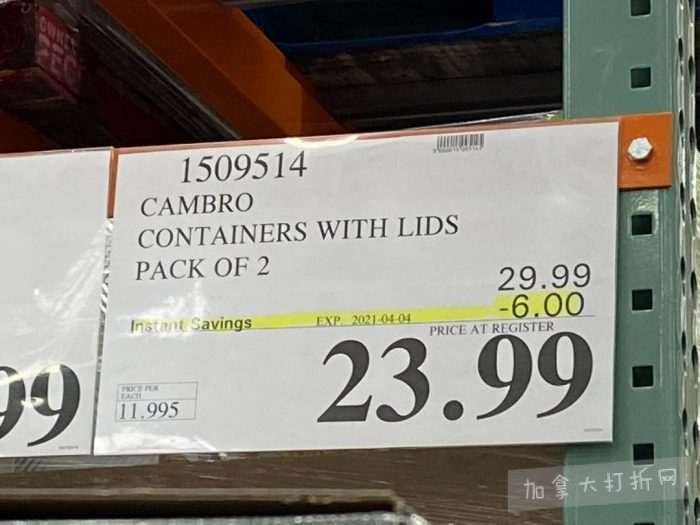 1509514
CAMBRO
CONTAINERS WITH LIDS
PACK OF 2
29.99
-6.00
Instant Savings EXP. 2021-04-04
PRICE AT REGISTER
23.99
PRICE PER
EACH
11.995
99
加拿大打折网